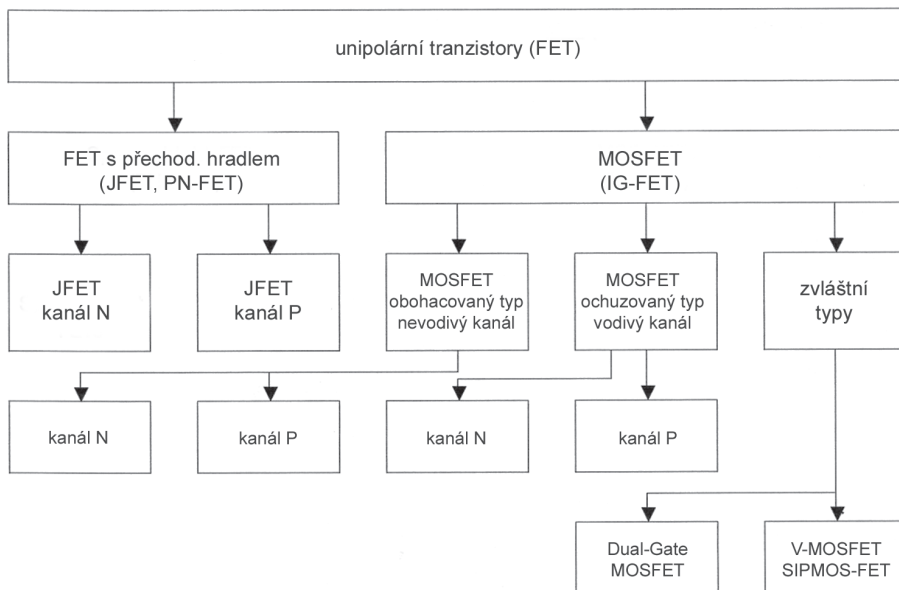 unipolární tranzistory (FET)
FET s přechod. hradlem
(JFET, PN-FET)
MOSFET
(IG-FET)
JFET
kanál N
JFET
kanál P
MOSFET
obohacovaný typ
nevodivý kanál
MOSFET
ochuzovaný typ
vodivý kanál
zvláštní
typy
kanál N
kanál P
kanál N
kanál P
Dual-Gate
MOSFET
V-MOSFET
SIPMOS-FET